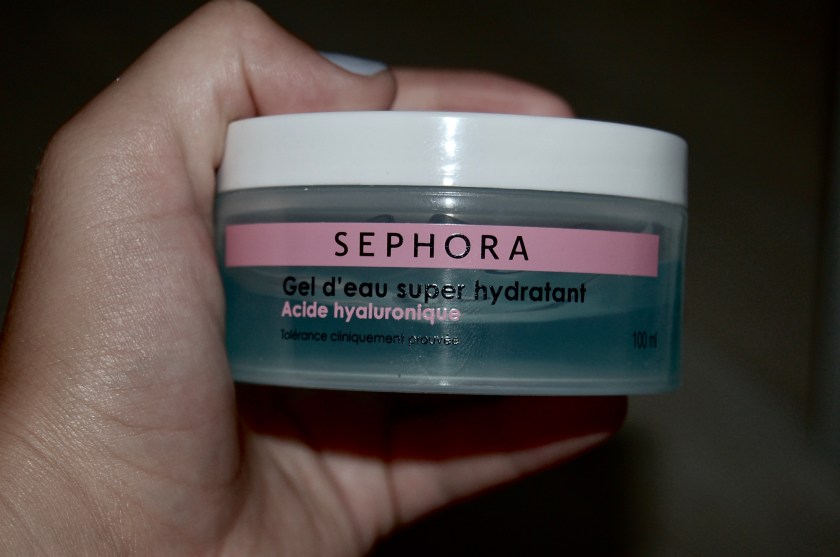 SEPHORA
Gel d'eau super hydratant
Acide hyaluronique
Tolérance cliniquement prouvée
100 ml